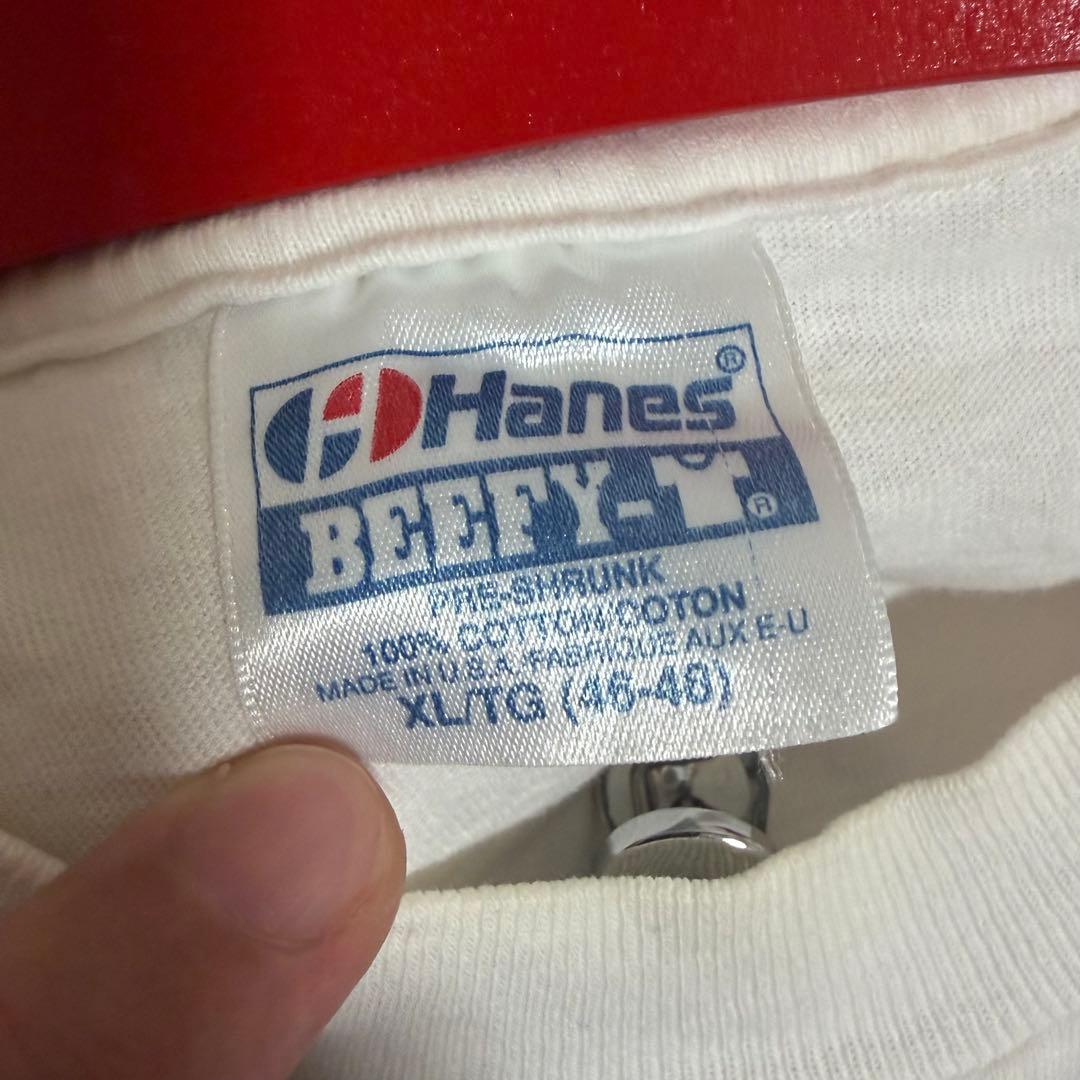 Hanes®
BEEFY-T®
PRE-SHRUNK
100% COTTON/COTON
MADE IN U.S.A./FABRIQUE AUX E-U
XL/TG (46-48)